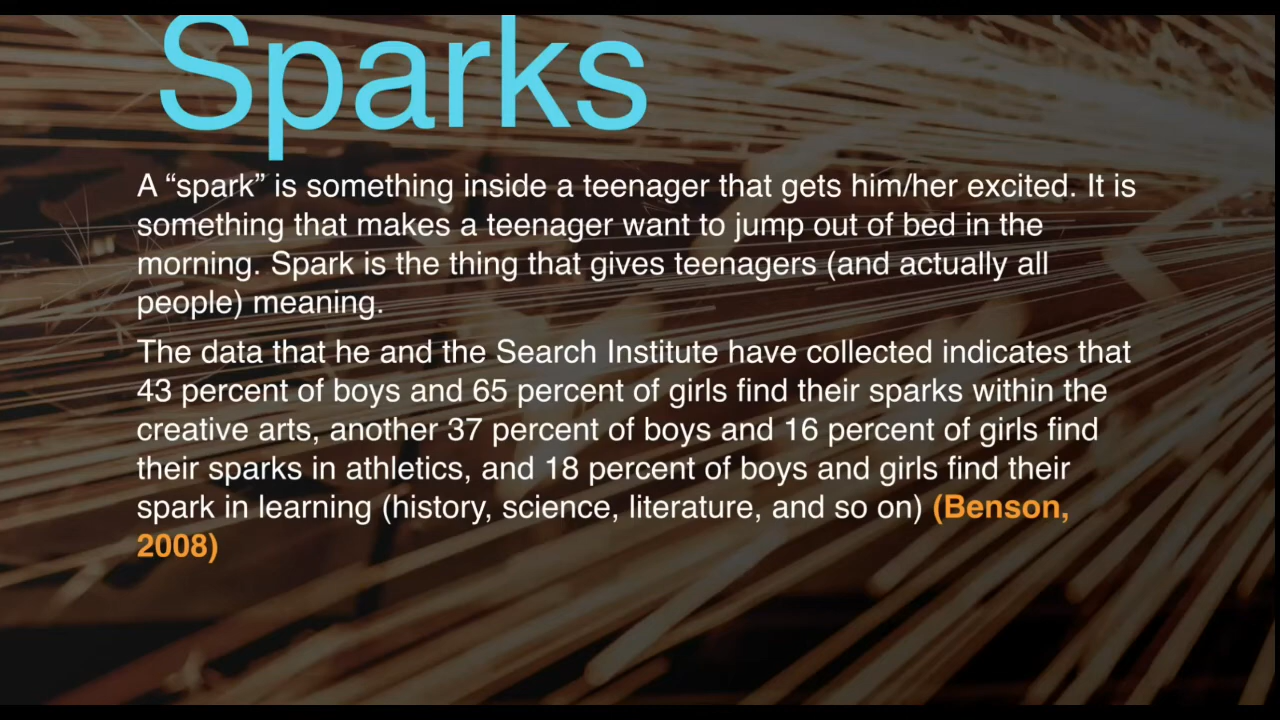 Sparks
A “spark” is something inside a teenager that gets him/her excited. It is
something that makes a teenager want to jump out of bed in the
morning. Spark is the thing that gives teenagers (and actually all
people) meaning.
The data that he and the Search Institute have collected indicates that
43 percent of boys and 65 percent of girls find their sparks within the
creative arts, another 37 percent of boys and 16 percent of girls find
their sparks in athletics, and 18 percent of boys and girls find their
spark in learning (history, science, literature, and so on) (Benson,
2008)